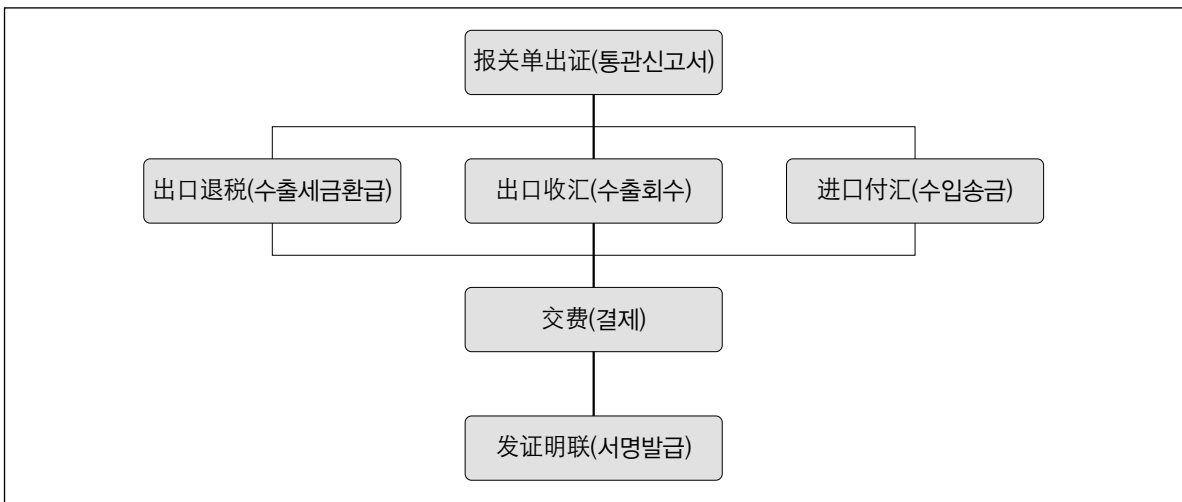 报关单出证(통관신고서)
出口退税(수출세금환급)
出口收汇(수출회수)
进口付汇(수입송금)
交费(결제)
发证明联(서명발급)